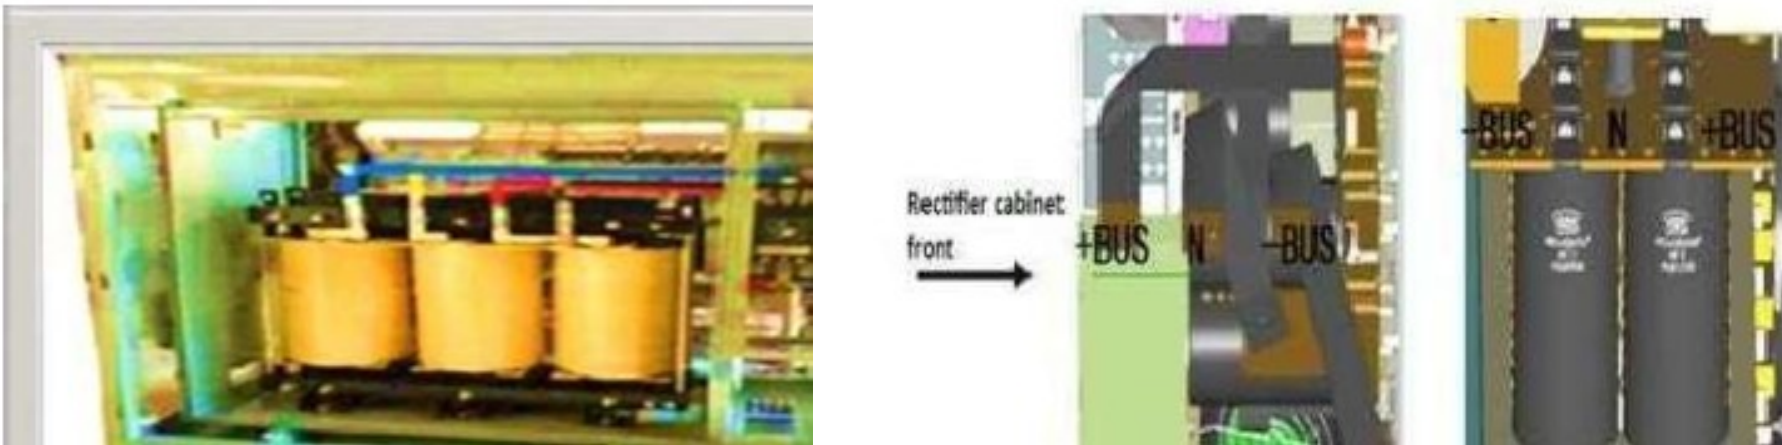 Rectifier cabinet
front
+BUS
N
-BUS
-BUS
N
+BUS